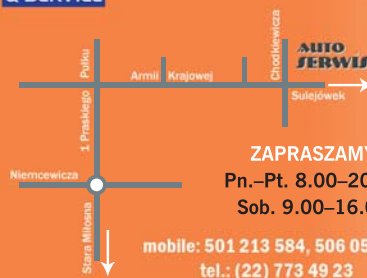 Chodkiewicza
AUTO
SERWIS
1 Praskiego Pułku
Armii Krajowej
Sulejówek
ZAPRASZAMY
Niemcewicza
Pn.–Pt. 8.00–20
Sob. 9.00–16.0
Stara Miłosna
mobile: 501 213 584, 506 05
tel.: (22) 773 49 23